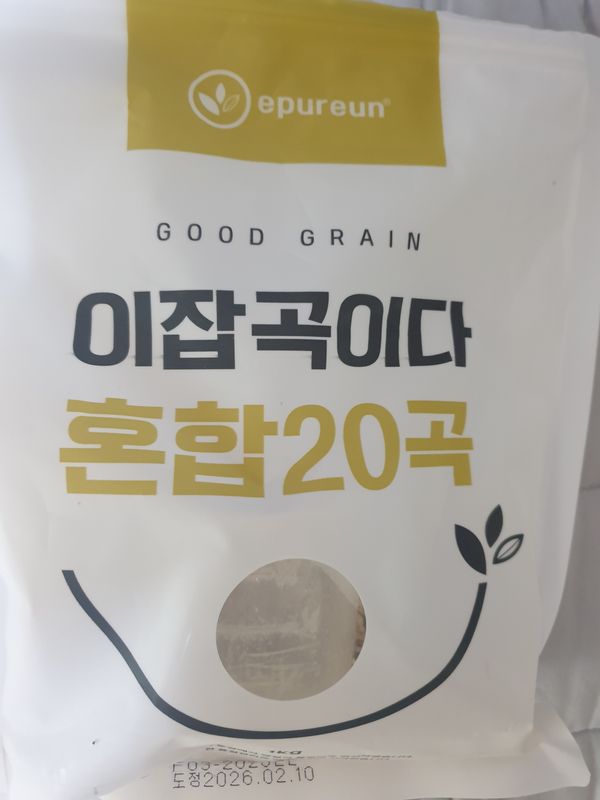 epureun®
GOOD GRAIN
이잡곡이다
혼합20곡
1kg
도정2026.02.10